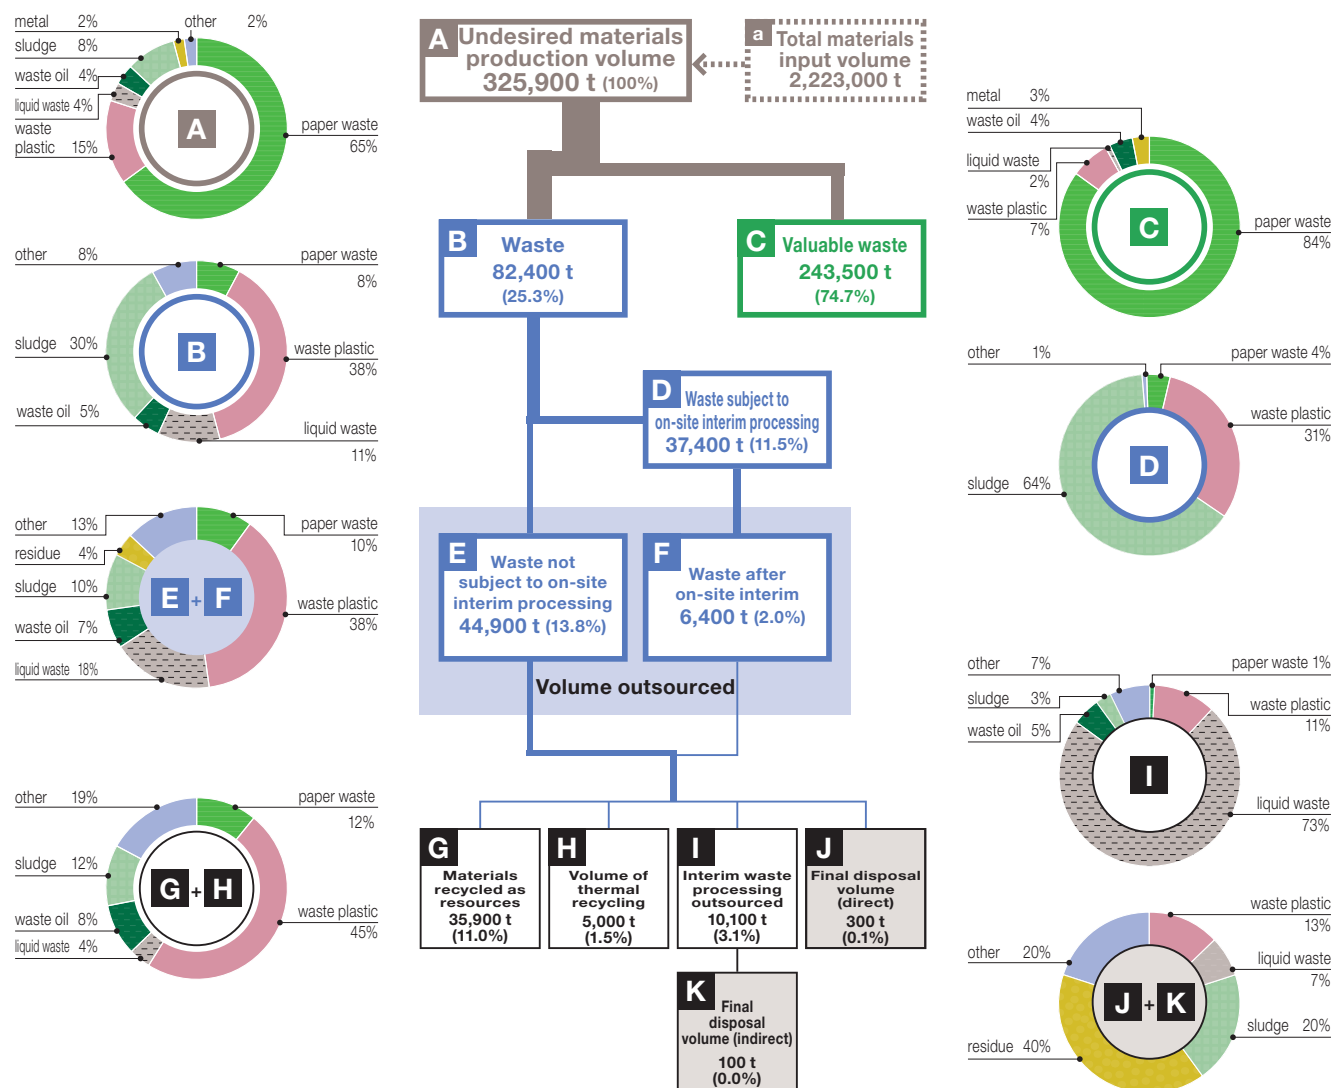 metal 2%
other 2%
sludge 8%
waste oil 4%
liquid waste 4%
waste
plastic 15%
A
paper waste
65%
A
Undesired materials
production volume
325,900 t (100%)
a
Total materials
input volume
2,223,000 t
metal 3%
waste oil 4%
liquid waste
2%
waste plastic
7%
C
paper waste
84%
other 8%
paper waste
8%
sludge 30%
B
waste plastic
38%
waste oil 5%
liquid waste
11%
B
Waste
82,400 t
(25.3%)
C
Valuable waste
243,500 t
(74.7%)
other 1%
paper waste 4%
waste plastic
31%
D
sludge 64%
D
Waste subject to
on-site interim processing
37,400 t (11.5%)
other 13%
paper waste
10%
residue 4%
sludge 10%
E + F
waste plastic
38%
waste oil 7%
liquid waste 18%
E
Waste not
subject to on-site
interim processing
44,900 t (13.8%)
F
Waste after
on-site interim
6,400 t (2.0%)
Volume outsourced
other 7%
paper waste 1%
sludge 3%
waste plastic
11%
waste oil 5%
I
liquid waste
73%
other 19%
paper waste
12%
sludge 12%
G + H
waste oil 8%
waste plastic
45%
liquid waste 4%
G
Materials
recycled as
resources
35,900 t
(11.0%)
H
Volume of
thermal
recycling
5,000 t
(1.5%)
I
Interim waste
processing
outsourced
10,100 t
(3.1%)
J
Final disposal
volume
(direct)
300 t
(0.1%)
K
Final
disposal
volume (indirect)
100 t
(0.0%)
waste plastic
13%
other 20%
liquid waste
7%
J + K
sludge 20%
residue 40%